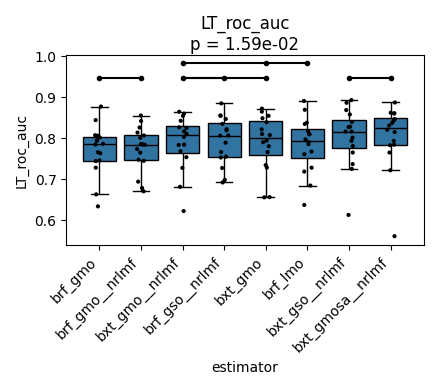 LT_roc_auc
p = 1.59e-02
1.0
0.9
0.8
0.7
0.6
LT_roc_auc
brf_gmo
brf_gmo__nrlmf
bxt_gmo__nrlmf
brf_gso__nrlmf
bxt_gmo
brf_lmo
bxt_gso__nrlmf
bxt_gmosa__nrlmf
estimator